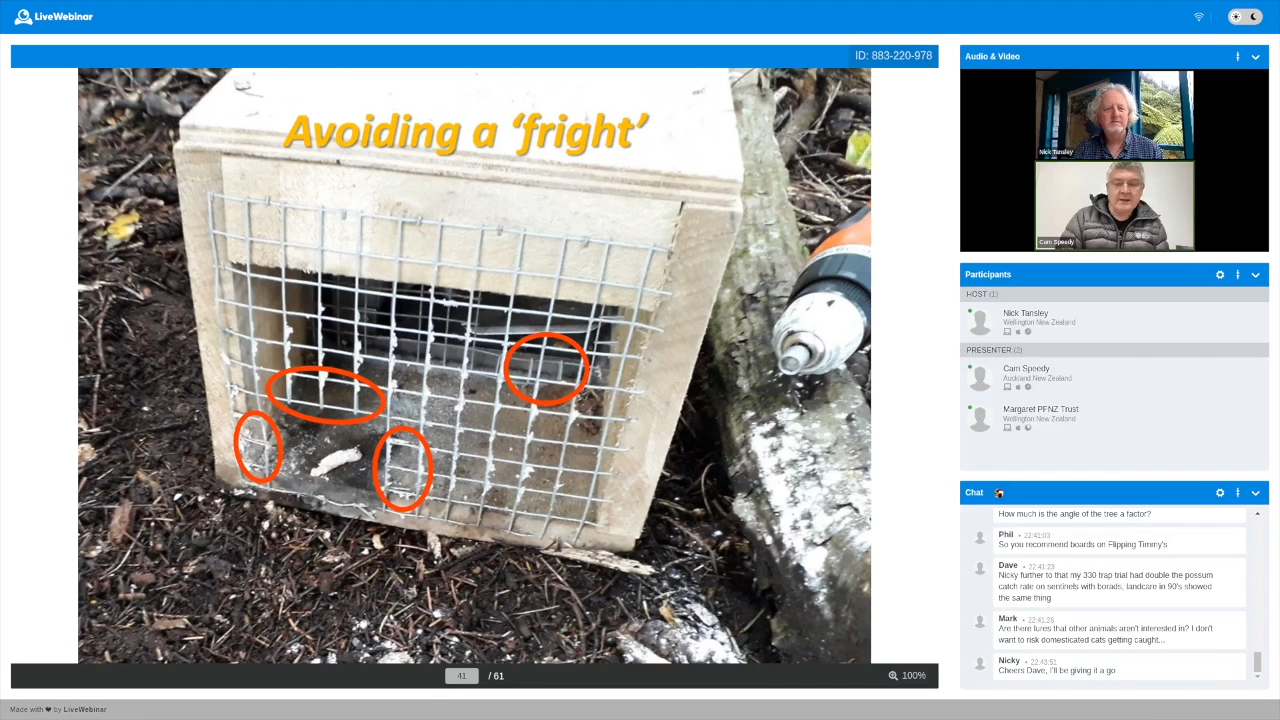 LiveWebinar
ID: 883-220-978
Avoiding a ‘fright’
41 / 61
100%
Made with ❤ by LiveWebinar
Audio & Video
Nick Tansley
Cam Speedy
Participants
HOST (1)
Nick Tansley
Wellington New Zealand
PRESENTER (2)
Cam Speedy
Auckland New Zealand
Margaret PFNZ Trust
Wellington New Zealand
Chat
How much is the angle of the tree a factor?
Phil • 22:41:03
So you recommend boards on Flipping Timmy's
Dave • 22:41:23
Nicky further to that my 330 trap trial had double the possum
catch rate on sentinels with borads, landcare in 90's showed
the same thing
Mark • 22:41:26
Are there lures that other animals aren't interested in? I don't
want to risk domesticated cats getting caught...
Nicky • 22:43:51
Cheers Dave, I'll be giving it a go